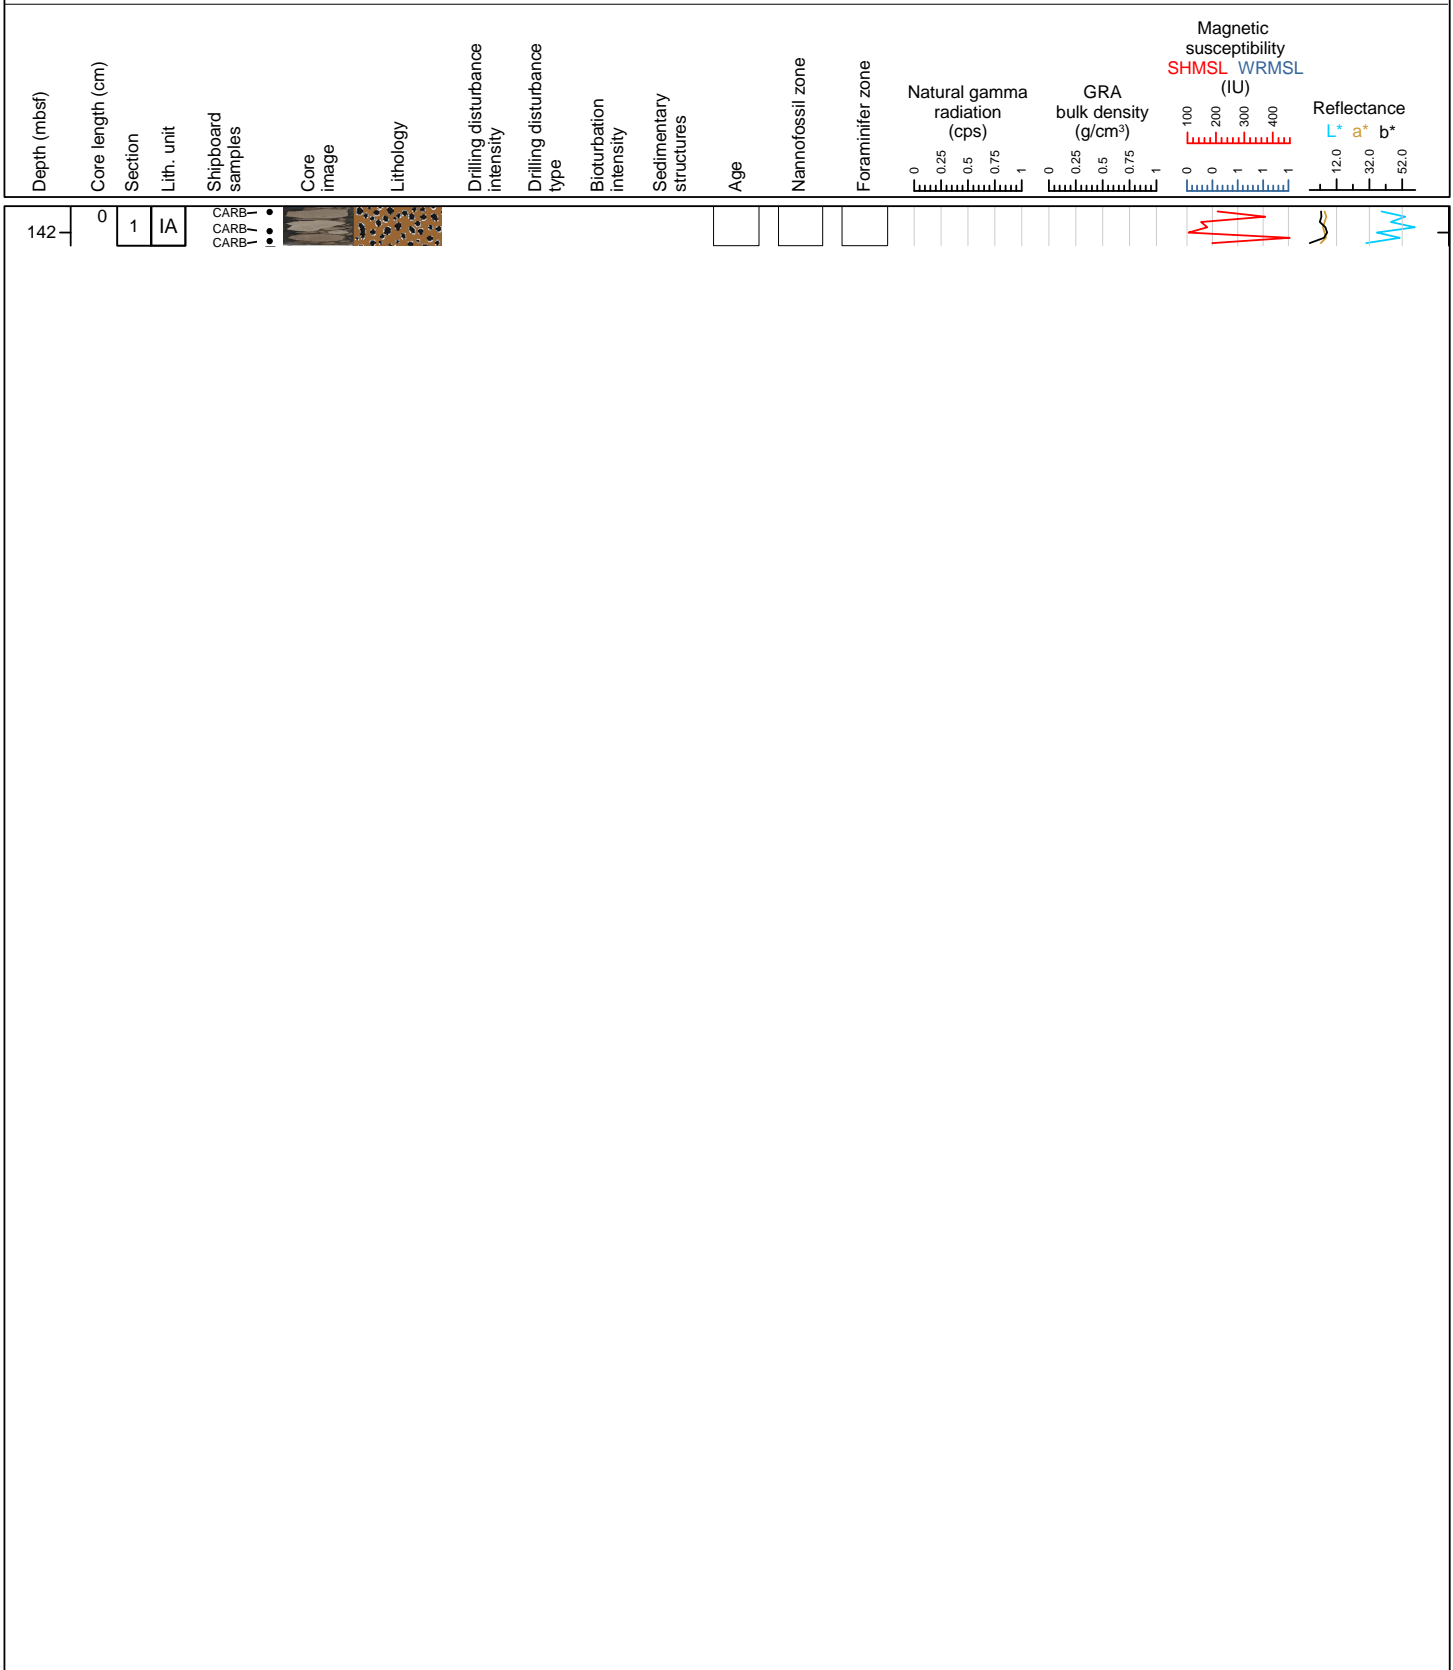 Depth (mbsf)
Core length (cm)
Section
Lith. unit
Shipboard
samples
Core
image
Lithology
Drilling disturbance
intensity
Drilling disturbance
type
Bioturbation
intensity
Sedimentary
structures
Age
Nannofossil zone
Foraminifer zone
Natural gamma
radiation
(cps)
0 0.25 0.5 0.75 1
GRA
bulk density
(g/cm³)
0 0.25 0.5 0.75 1
Magnetic
susceptibility
SHMSL WRMSL
(IU)
100 200 300 400
0 0 1 1 1
Reflectance
L* a* b*
12.0 32.0 52.0
142
0
1
IA
CARB
CARB
CARB